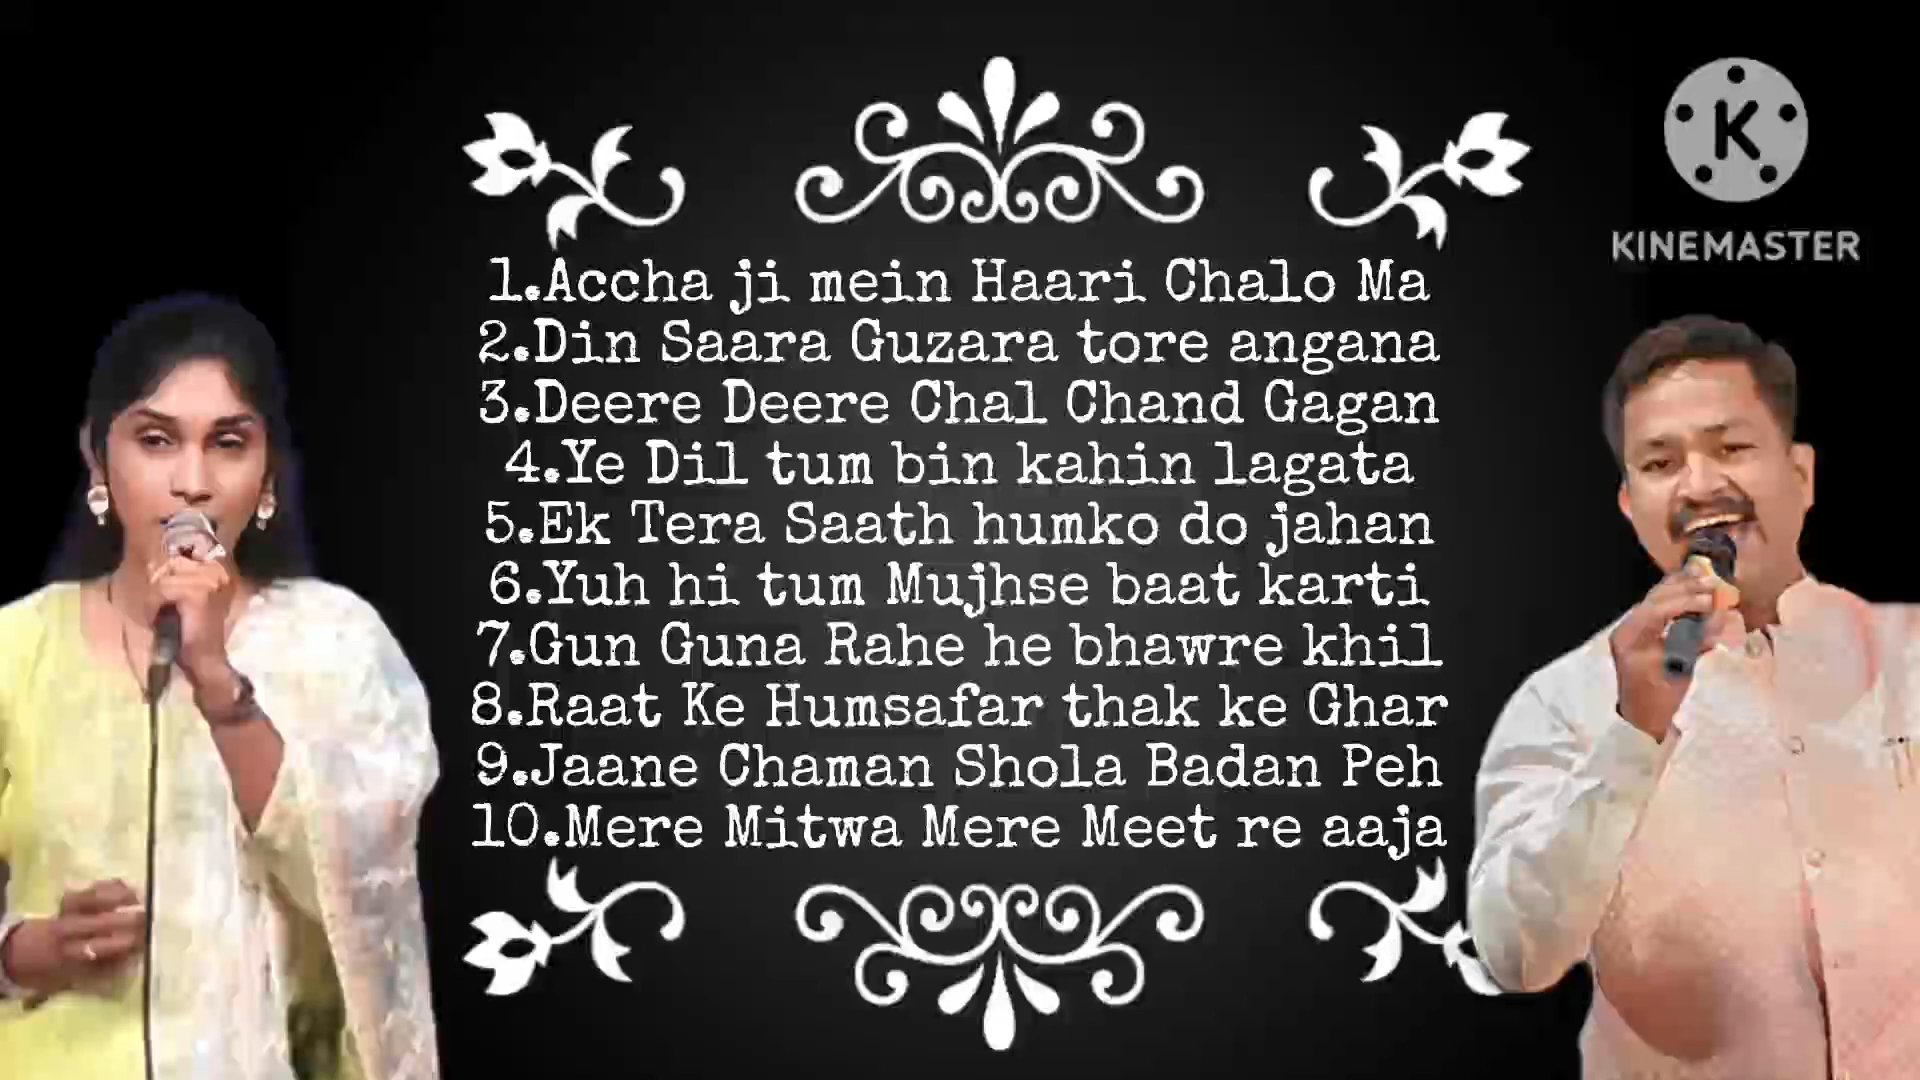 K
KINEMASTER
1.Accha ji mein Haari Chalo Ma
2.Din Saara Guzara tore angana
3.Deere Deere Chal Chand Gagan
4.Ye Dil tum bin kahin lagata
5.Ek Tera Saath humko do jahan
6.Yuh hi tum Mujhse baat karti
7.Gun Guna Rahe he bhawre khil
8.Raat Ke Humsafar thak ke Ghar
9.Jaane Chaman Shola Badan Peh
10.Mere Mitwa Mere Meet re aaja